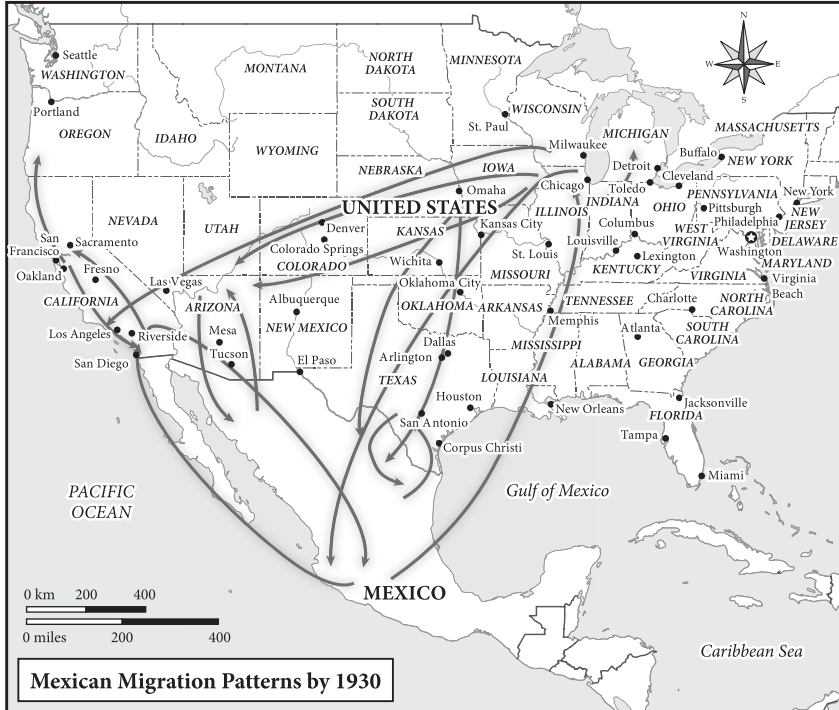 N
W
E
S
Seattle
WASHINGTON
MONTANA
NORTH
DAKOTA
MINNESOTA
Portland
OREGON
IDAHO
SOUTH
DAKOTA
St. Paul
WISCONSIN
WYOMING
Milwaukee
MICHIGAN
MASSACHUSETTS
Buffalo
NEW YORK
NEBRASKA
IOWA
Detroit
Cleveland
Chicago
Toledo
PENNSYLVANIA
New York
Omaha
UNITED STATES
ILLINOIS
INDIANA
OHIO
Pittsburgh
Philadelphia
NEW
JERSEY
NEVADA
UTAH
Denver
KANSAS
Kansas City
Columbus
WEST
VIRGINIA
DELAWARE
San
Francisco
Sacramento
Colorado Springs
Louisville
Washington
Oakland
Fresno
COLORADO
Wichita
St. Louis
Lexington
MARYLAND
MISSOURI
KENTUCKY
VIRGINIA
Virginia
Beach
Las Vegas
Oklahoma City
CALIFORNIA
ARIZONA
Albuquerque
OKLAHOMA
ARKANSAS
TENNESSEE
Charlotte
NORTH
CAROLINA
Los Angeles
Riverside
Mesa
NEW MEXICO
Memphis
Atlanta
SOUTH
CAROLINA
San Diego
Tucson
El Paso
Dallas
Arlington
MISSISSIPPI
ALABAMA
GEORGIA
TEXAS
LOUISIANA
Houston
San Antonio
New Orleans
Jacksonville
FLORIDA
Corpus Christi
Tampa
Miami
PACIFIC
OCEAN
Gulf of Mexico
MEXICO
0 km 200 400
0 miles 200 400
Caribbean Sea
Mexican Migration Patterns by 1930